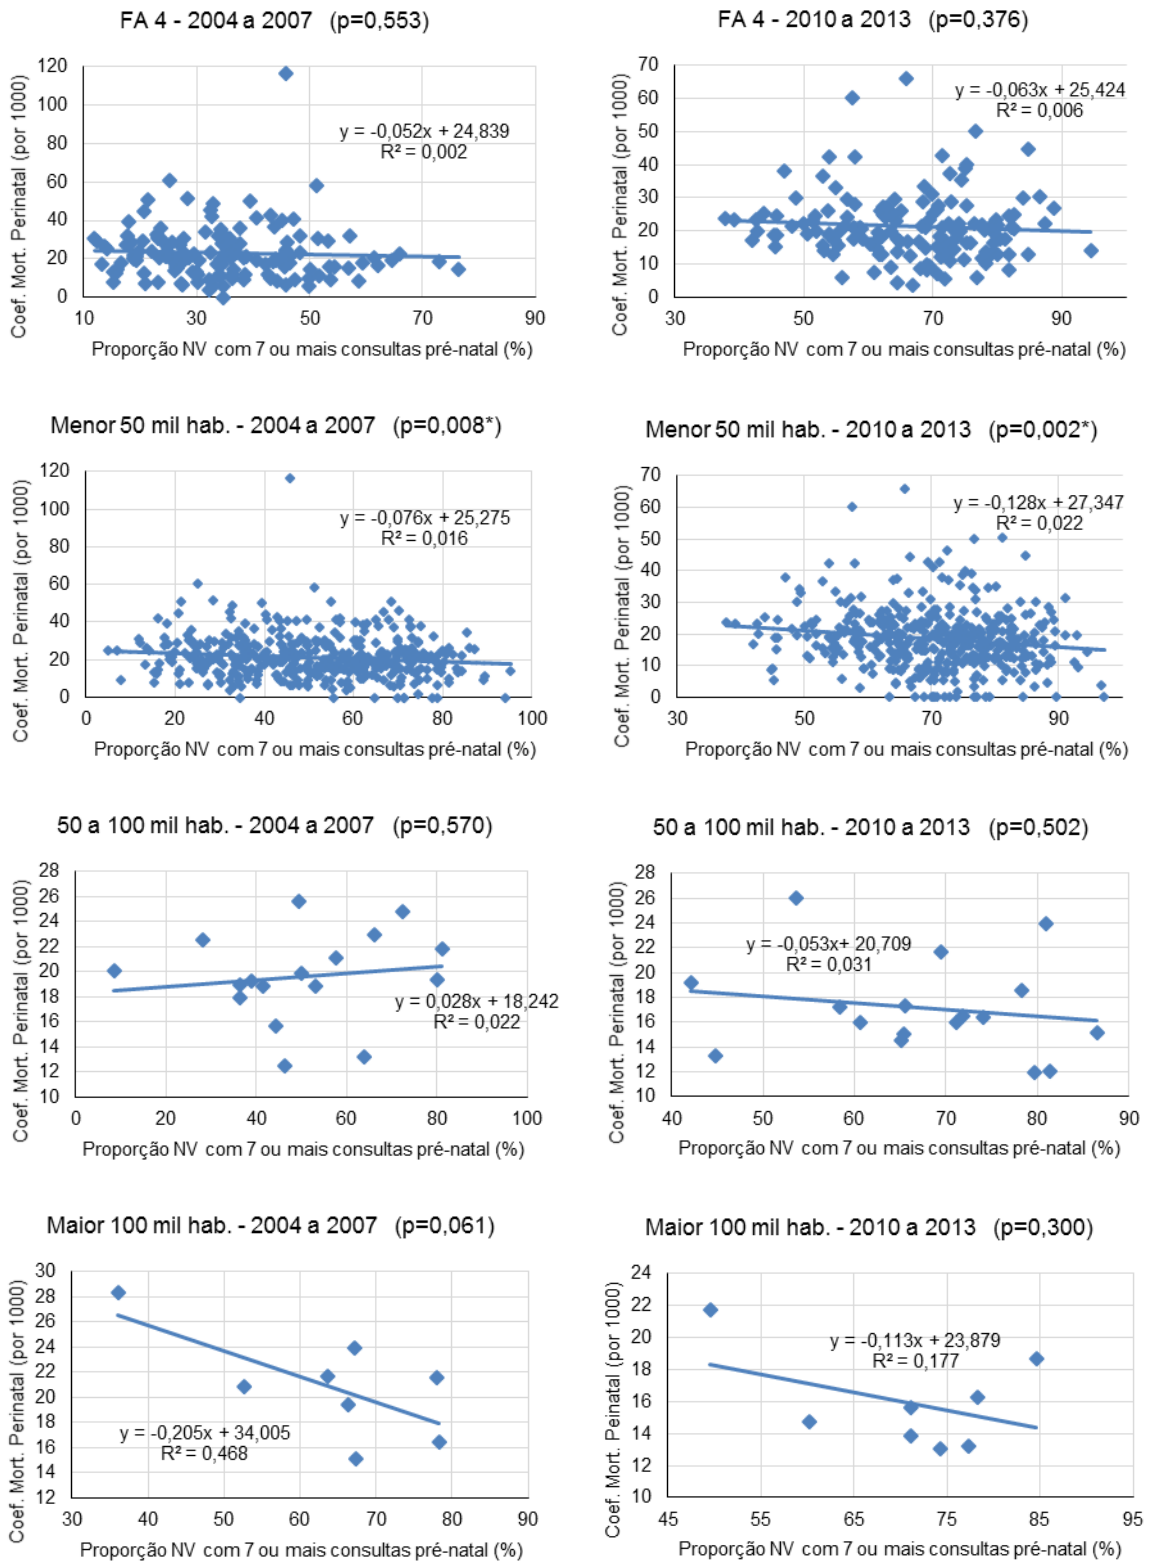 FA 4 - 2004 a 2007 (p=0,553)
Coef. Mort. Perinatal (por 1000)
120
100
80
60
40
20
0
y = -0,052x + 24,839
R² = 0,002
10 30 50 70 90
Proporção NV com 7 ou mais consultas pré-natal (%)
FA 4 - 2010 a 2013 (p=0,376)
Coef. Mort. Perinatal (por 1000)
70
60
50
40
30
20
10
0
y = -0,063x + 25,424
R² = 0,006
30 50 70 90
Proporção NV com 7 ou mais consultas pré-natal (%)
Menor 50 mil hab. - 2004 a 2007 (p=0,008*)
Coef. Mort. Perinatal (por 1000)
120
100
80
60
40
20
0
y = -0,076x + 25,275
R² = 0,016
0 20 40 60 80 100
Proporção NV com 7 ou mais consultas pré-natal (%)
Menor 50 mil hab. - 2010 a 2013 (p=0,002*)
Coef. Mort. Perinatal (por 1000)
70
60
50
40
30
20
10
0
y = -0,128x + 27,347
R² = 0,022
30 50 70 90
Proporção NV com 7 ou mais consultas pré-natal (%)
50 a 100 mil hab. - 2004 a 2007 (p=0,570)
Coef. Mort. Perinatal (por 1000)
28
26
24
22
20
18
16
14
12
10
y = 0,028x + 18,242
R² = 0,022
0 20 40 60 80 100
Proporção NV com 7 ou mais consultas pré-natal (%)
50 a 100 mil hab. - 2010 a 2013 (p=0,502)
Coef. Mort. Perinatal (por 1000)
28
26
24
22
20
18
16
14
12
10
y = -0,053x+ 20,709
R² = 0,031
40 50 60 70 80 90
Proporção NV com 7 ou mais consultas pré-natal (%)
Maior 100 mil hab. - 2004 a 2007 (p=0,061)
Coef. Mort. Perinatal (por 1000)
30
28
26
24
22
20
18
16
14
12
y = -0,205x + 34,005
R² = 0,468
30 40 50 60 70 80 90
Proporção NV com 7 ou mais consultas pré-natal (%)
Maior 100 mil hab. - 2010 a 2013 (p=0,300)
Coef. Mort. Peinatal (por 1000)
24
22
20
18
16
14
12
10
y = -0,113x + 23,879
R² = 0,177
45 55 65 75 85 95
Proporção NV com 7 ou mais consultas pré-natal (%)